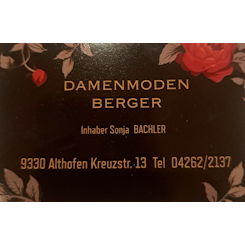 DAMENMODEN
BERGER
Inhaber Sonja BACHLER
9330 Althofen Kreuzstr. 13 Tel 04262/2137